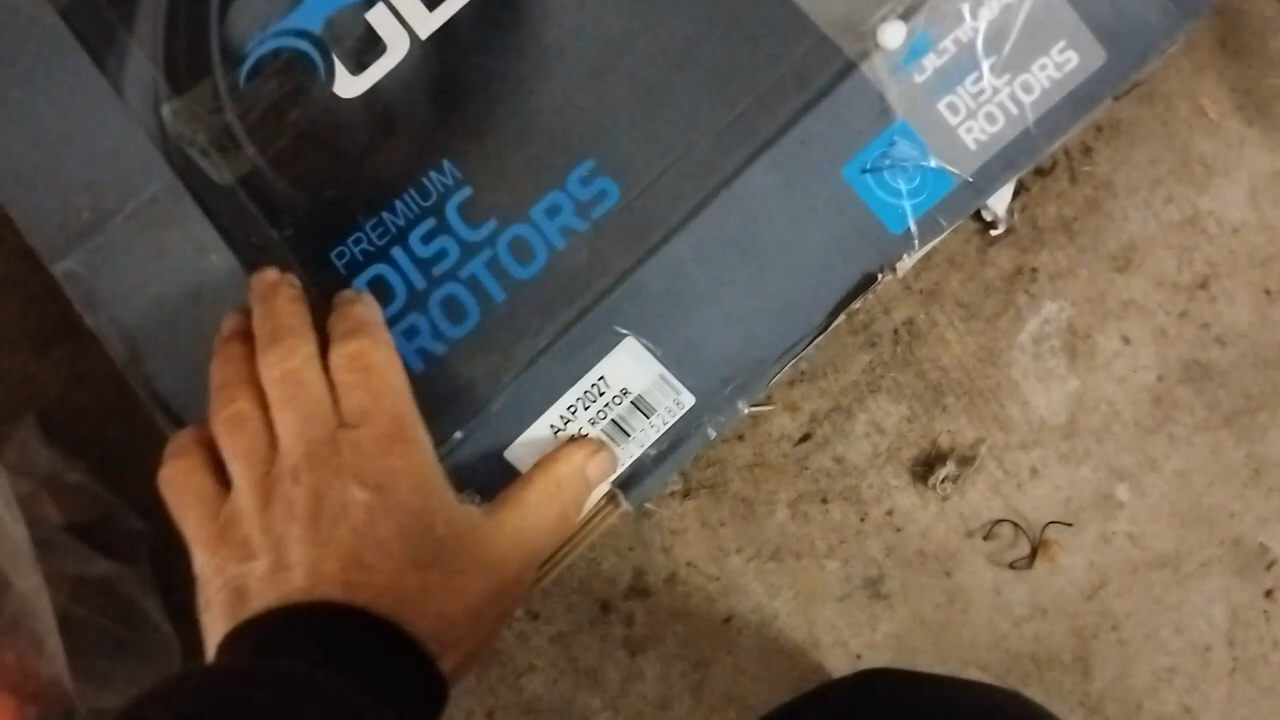 PREMIUM
DISC
ROTORS
DISC
ROTORS
AAP2027
ROTOR